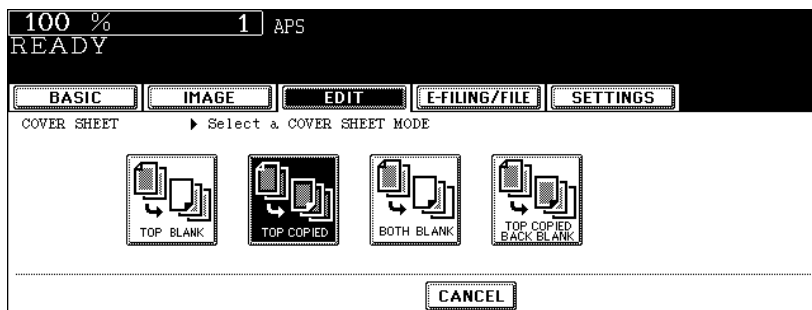 100 % 1 APS
READY
BASIC IMAGE EDIT E-FILING/FILE SETTINGS
COVER SHEET ▶ Select a COVER SHEET MODE
TOP BLANK
TOP COPIED
BOTH BLANK
TOP COPIED
BACK BLANK
CANCEL